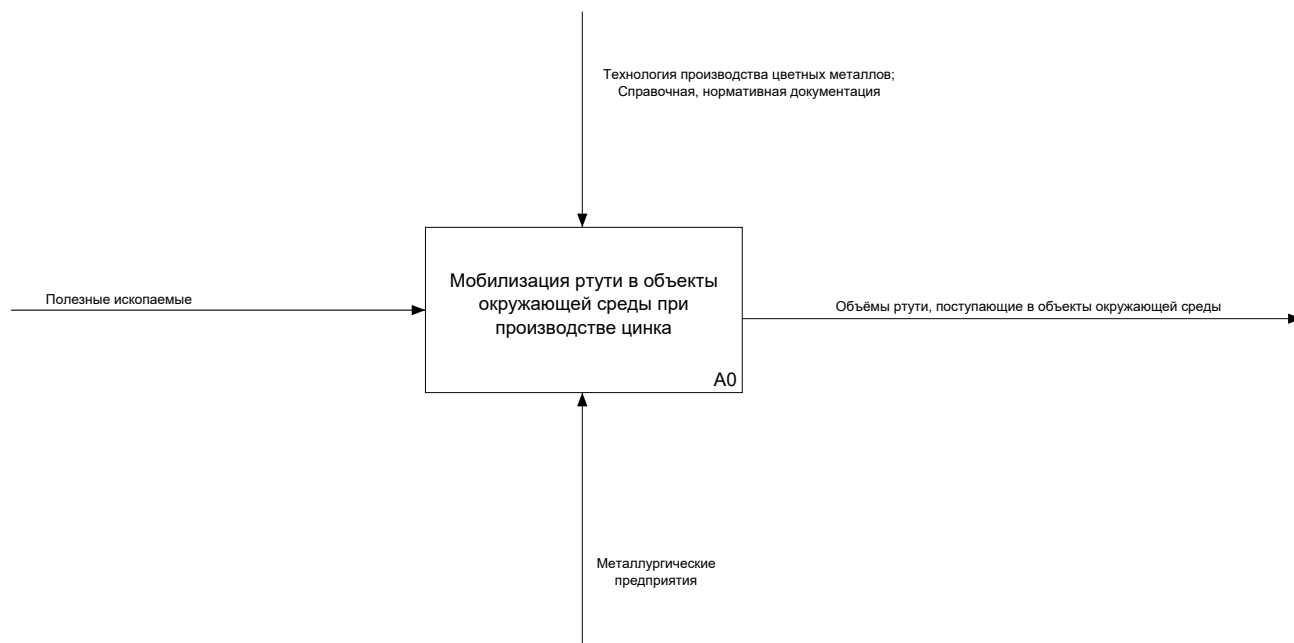 Технология производства цветных металлов;
Справочная, нормативная документация
Мобилизация ртути в объекты
окружающей среды при
производстве цинка
A0
Полезные ископаемые
Объёмы ртути, поступающие в объекты окружающей среды
Металлургические
предприятия